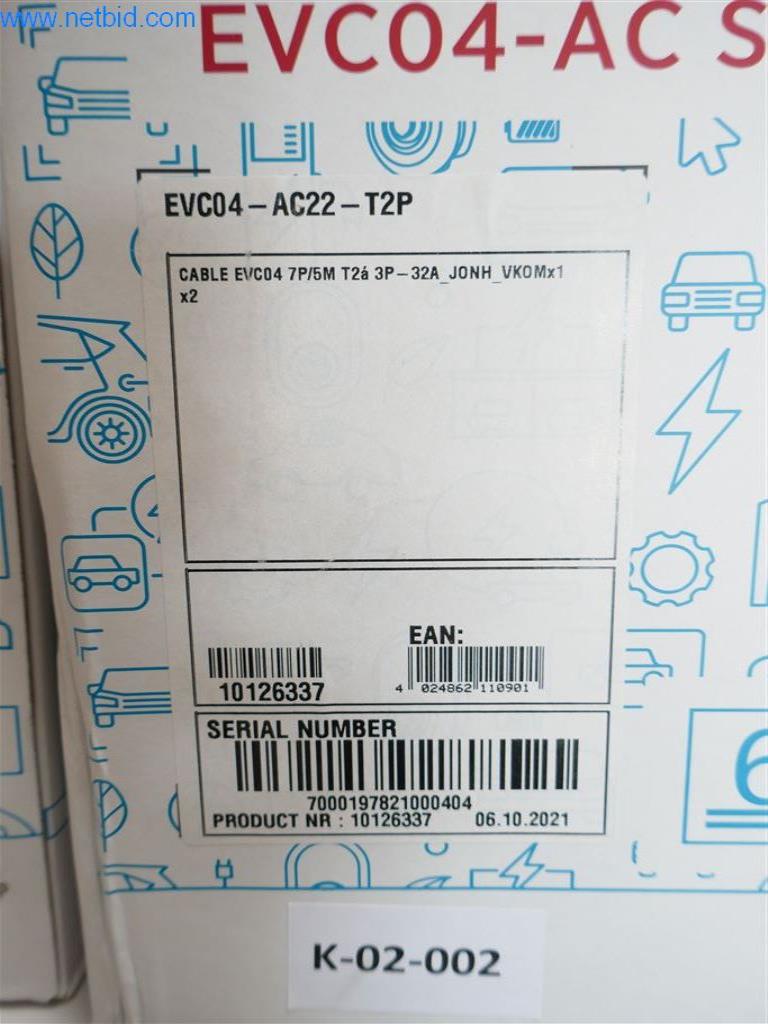 www.netbid.com
EVC04-AC S
EVC04-AC22-T2P
CABLE EVC04 7P/5M T2á 3P-32A_JONH_VKOMx1
x2
EAN:
10126337
4 024862 110901
SERIAL NUMBER
7000197821000404
PRODUCT NR : 10126337 06.10.2021
6
K-02-002